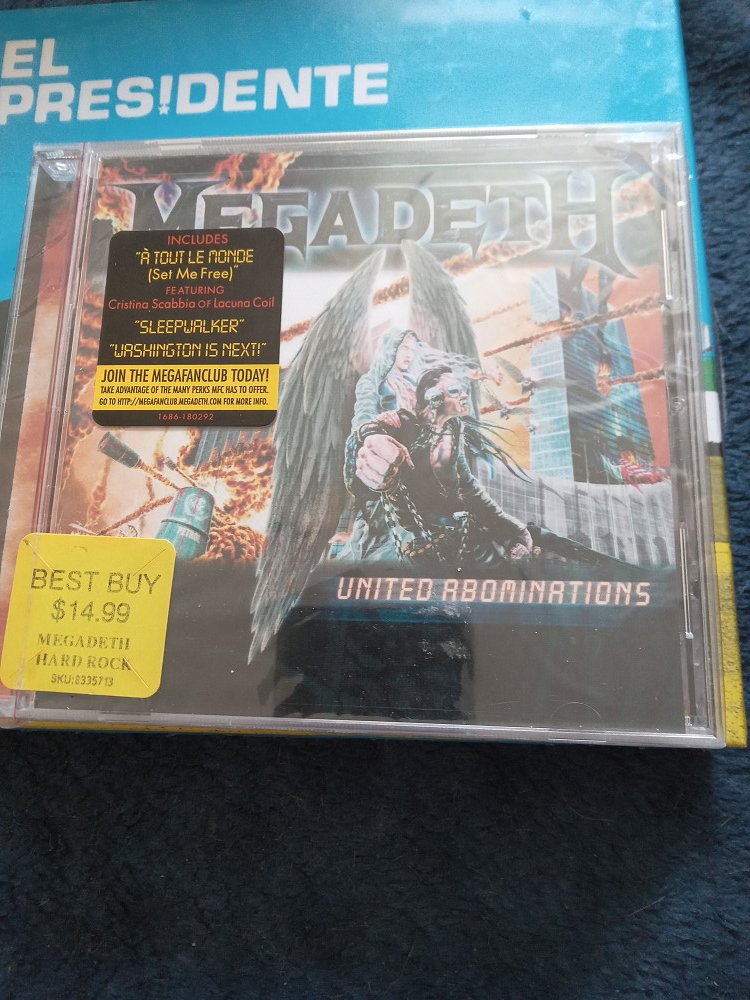 EL
PRES!DENTE
MEGADETH
INCLUDES
"À TOUT LE MONDE
(Set Me Free)"
FEATURING
Cristina Scabbia OF Lacuna Coil
"SLEEPWALKER"
"WASHINGTON IS NEXT!"
JOIN THE MEGAFANCLUB TODAY!
TAKE ADVANTAGE OF THE MANY PERKS MFC HAS TO OFFER.
GO TO HTTP://MEGAFANCLUB.MEGADETH.COM FOR MORE INFO.
1686-180292
UNITED ABOMINATIONS
BEST BUY
$14.99
MEGADETH
HARD ROCK
SKU:8335713